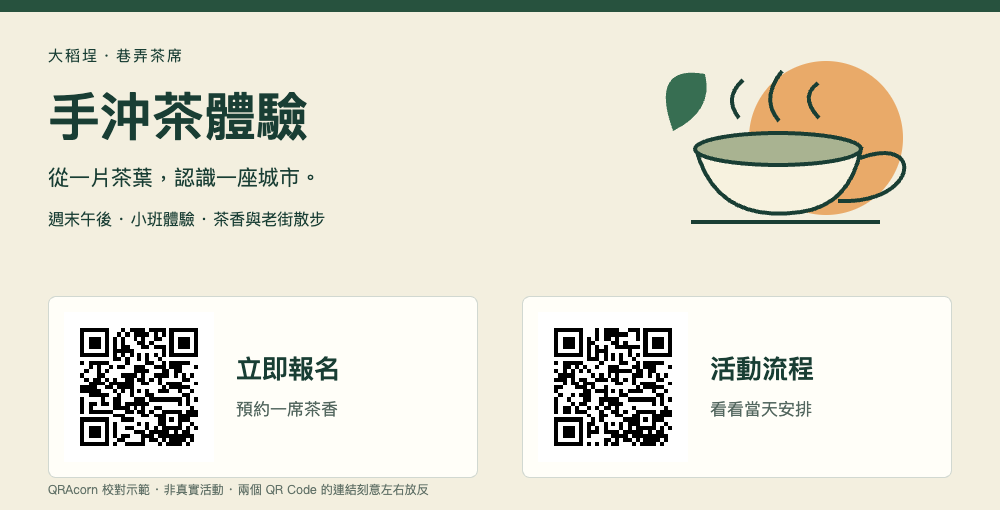 大稻埕 · 巷弄茶席
手沖茶體驗
從一片茶葉，認識一座城市。
週末午後 · 小班體驗 · 茶香與老街散步
立即報名
預約一席茶香
活動流程
看看當天安排
QRAcorn 校對示範 · 非真實活動 · 兩個 QR Code 的連結刻意左右放反